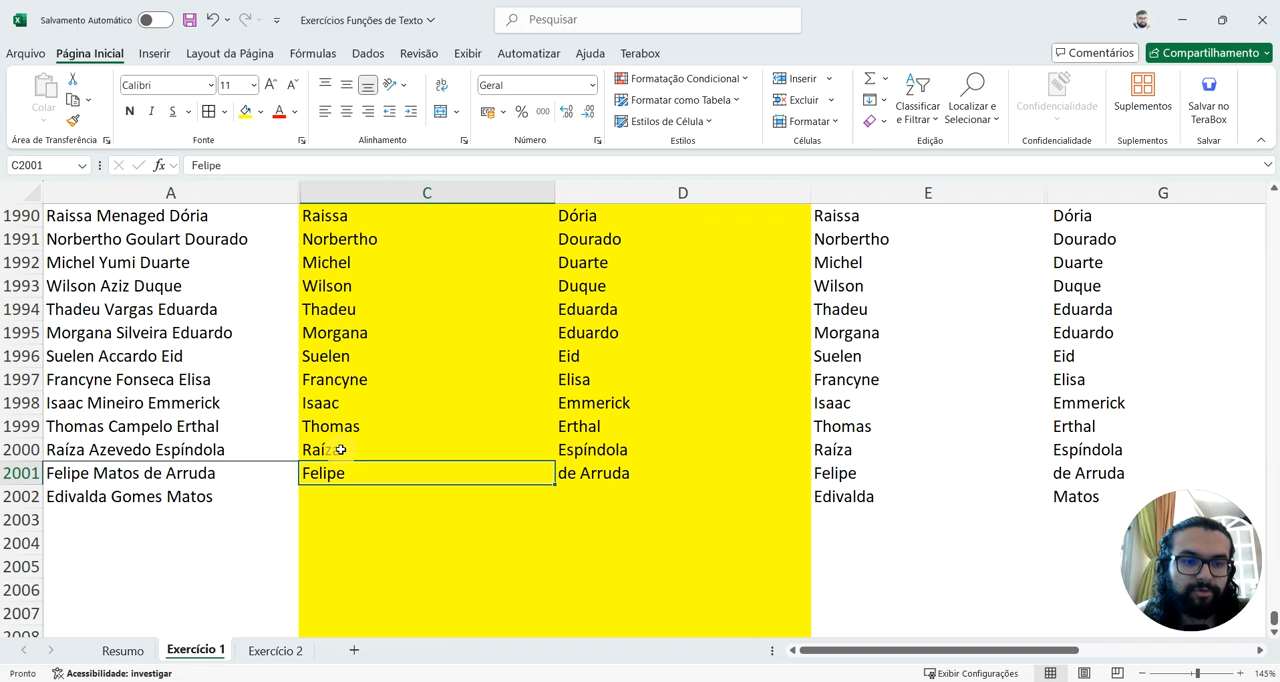 Salvamento Automático
Exercícios Funções de Texto
Pesquisar
Arquivo Página Inicial Inserir Layout da Página Fórmulas Dados Revisão Exibir Automatizar Ajuda Terabox
Comentários Compartilhamento
Colar
Área de Transferência
Calibri 11
N I S
Fonte
Alinhamento
Geral
% 000
Número
Formatação Condicional
Formatar como Tabela
Estilos de Célula
Estilos
Inserir
Excluir
Formatar
Células
Classificar e Filtrar
Localizar e Selecionar
Edição
Confidencialidade
Confidencialidade
Suplementos
Suplementos
Salvar no TeraBox
Salvar
C2001 fx Felipe
A C D E G
1990 Raissa Menaged Dória Raissa Dória Raissa Dória
1991 Norbertho Goulart Dourado Norbertho Dourado Norbertho Dourado
1992 Michel Yumi Duarte Michel Duarte Michel Duarte
1993 Wilson Aziz Duque Wilson Duque Wilson Duque
1994 Thadeu Vargas Eduarda Thadeu Eduarda Thadeu Eduarda
1995 Morgana Silveira Eduardo Morgana Eduardo Morgana Eduardo
1996 Suelen Accardo Eid Suelen Eid Suelen Eid
1997 Francyne Fonseca Elisa Francyne Elisa Francyne Elisa
1998 Isaac Mineiro Emmerick Isaac Emmerick Isaac Emmerick
1999 Thomas Campelo Erthal Thomas Erthal Thomas Erthal
2000 Raíza Azevedo Espíndola Raíza Espíndola Raíza Espíndola
2001 Felipe Matos de Arruda Felipe de Arruda Felipe de Arruda
2002 Edivalda Gomes Matos Edivalda Matos
2003
2004
2005
2006
2007
2008
Resumo Exercício 1 Exercício 2
Pronto Acessibilidade: investigar Exibir Configurações 145%